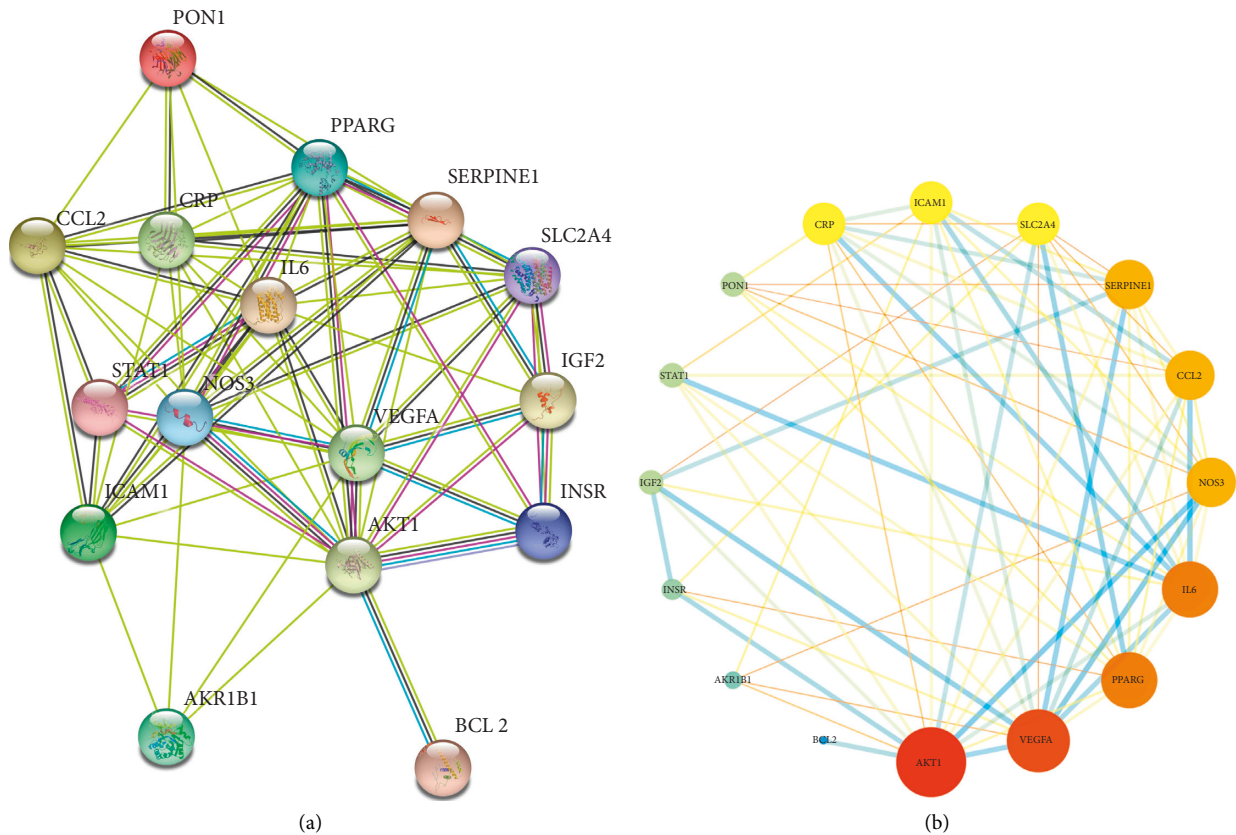 PON1
PPARG
SERPINE1
CRP
CCL2
SLC2A4
IL6
IGF2
STAT1
NOS3
VEGFA
ICAM1
INSR
AKT1
AKR1B1
BCL 2
(a)
ICAM1
CRP
SLC2A4
PON1
SERPINE1
STAT1
CCL2
IGF2
NOS3
INSR
IL6
AKR1B1
PPARG
BCL2
VEGFA
AKT1
(b)